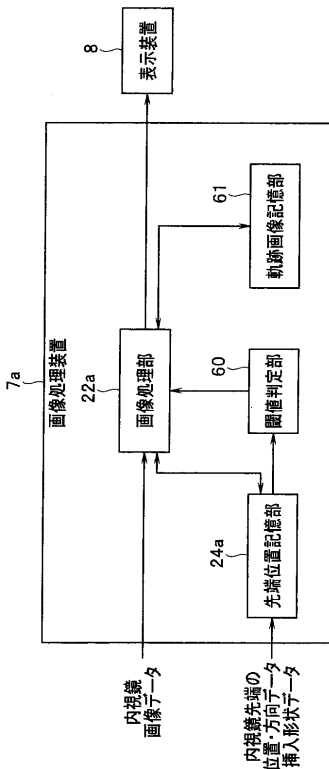 7a
画像処理装置
内視鏡
画像データ
22a
画像処理部
8
表示装置
内視鏡先端の
位置・方向データ
挿入形状データ
24a
先端位置記憶部
60
閾値判定部
61
軌跡画像記憶部